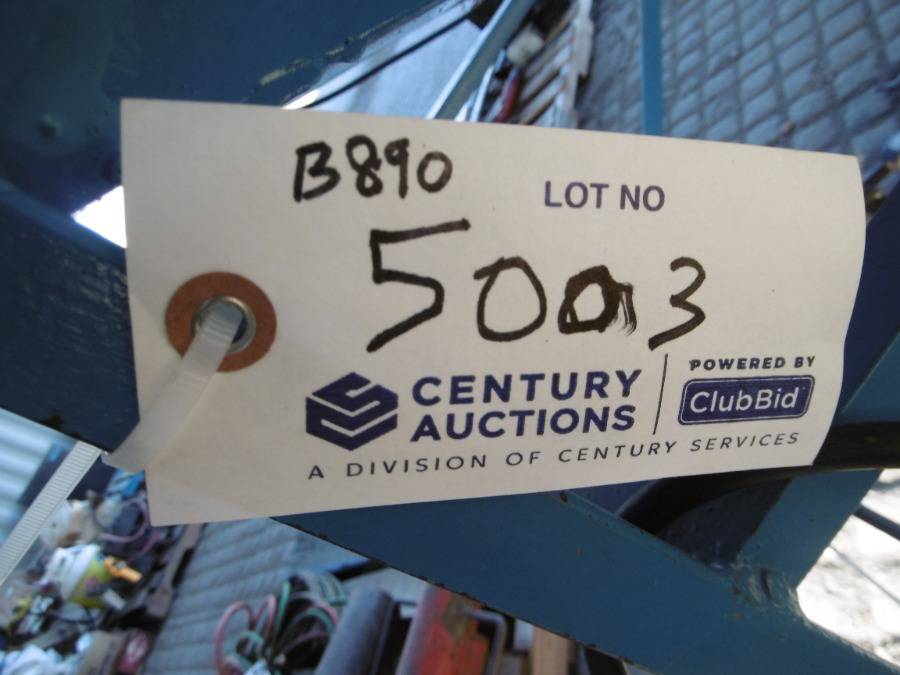 B890
LOT NO
5003
CENTURY
AUCTIONS
POWERED BY
ClubBid
A DIVISION OF CENTURY SERVICES